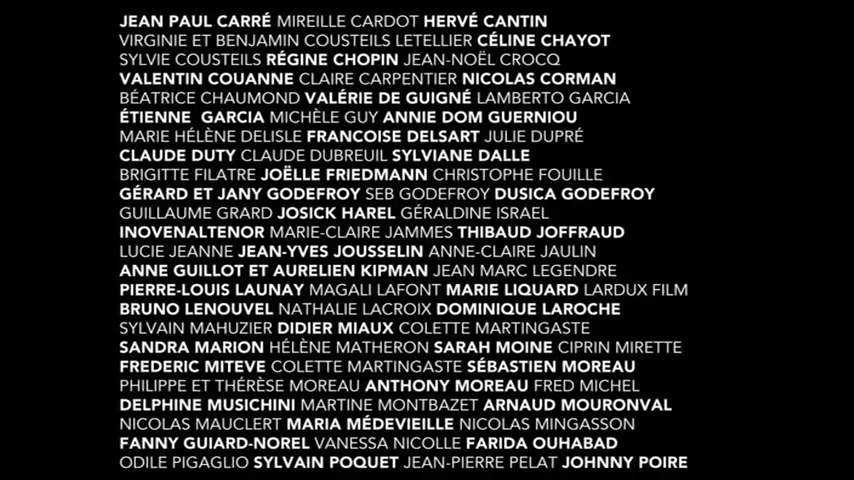 JEAN PAUL CARRÉ MIREILLE CARDOT HERVÉ CANTIN
VIRGINIE ET BENJAMIN COUSTEILS LETELLIER CÉLINE CHAYOT
SYLVIE COUSTEILS RÉGINE CHOPIN JEAN-NOËL CROCQ
VALENTIN COUANNE CLAIRE CARPENTIER NICOLAS CORMAN
BÉATRICE CHAUMOND VALÉRIE DE GUIGNÉ LAMBERTO GARCIA
ÉTIENNE GARCIA MICHÈLE GUY ANNIE DOM GUERNIOU
MARIE HÉLÈNE DELISLE FRANCOISE DELSART JULIE DUPRÉ
CLAUDE DUTY CLAUDE DUBREUIL SYLVIANE DALLE
BRIGITTE FILATRE JOËLLE FRIEDMANN CHRISTOPHE FOUILLE
GÉRARD ET JANY GODEFROY SEB GODEFROY DUSICA GODEFROY
GUILLAUME GRARD JOSICK HAREL GÉRALDINE ISRAEL
INOVENALTENOR MARIE-CLAIRE JAMMES THIBAUD JOFFRAUD
LUCIE JEANNE JEAN-YVES JOUSSELIN ANNE-CLAIRE JAULIN
ANNE GUILLOT ET AURELIEN KIPMAN JEAN MARC LEGENDRE
PIERRE-LOUIS LAUNAY MAGALI LAFONT MARIE LIQUARD LARDUX FILM
BRUNO LENOUVEL NATHALIE LACROIX DOMINIQUE LAROCHE
SYLVAIN MAHUZIER DIDIER MIAUX COLETTE MARTINGASTE
SANDRA MARION HÉLÈNE MATHERON SARAH MOINE CIPRIN MIRETTE
FREDERIC MITEVE COLETTE MARTINGASTE SÉBASTIEN MOREAU
PHILIPPE ET THÉRÈSE MOREAU ANTHONY MOREAU FRED MICHEL
DELPHINE MUSICHINI MARTINE MONTBAZET ARNAUD MOURONVAL
NICOLAS MAUCLERT MARIA MÉDEVIEILLE NICOLAS MINGASSON
FANNY GUIARD-NOREL VANESSA NICOLLE FARIDA OUHABAD
ODILE PIGAGLIO SYLVAIN POQUET JEAN-PIERRE PELAT JOHNNY POIRE